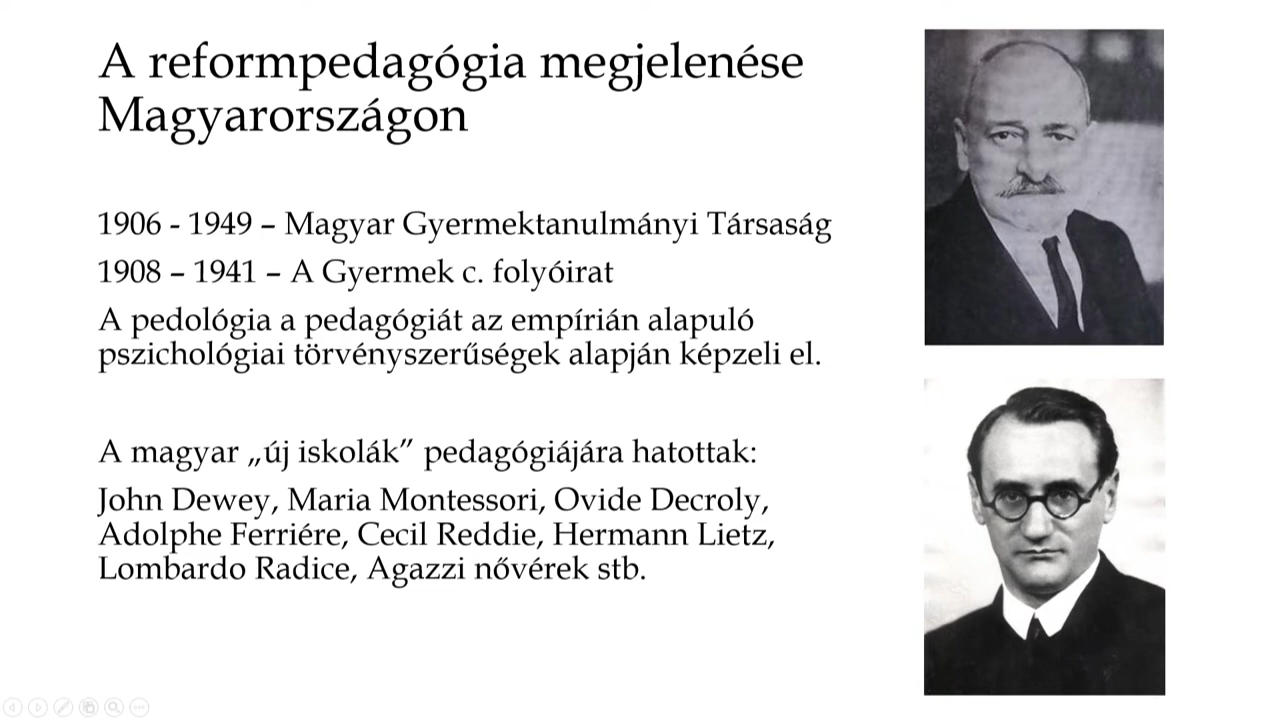 A reformpedagógia megjelenése
Magyarországon
1906 - 1949 – Magyar Gyermektanulmányi Társaság
1908 – 1941 – A Gyermek c. folyóirat
A pedológia a pedagógiát az empírián alapuló
pszichológiai törvényszerűségek alapján képzeli el.
A magyar „új iskolák” pedagógiájára hatottak:
John Dewey, Maria Montessori, Ovide Decroly,
Adolphe Ferriére, Cecil Reddie, Hermann Lietz,
Lombardo Radice, Agazzi nővérek stb.